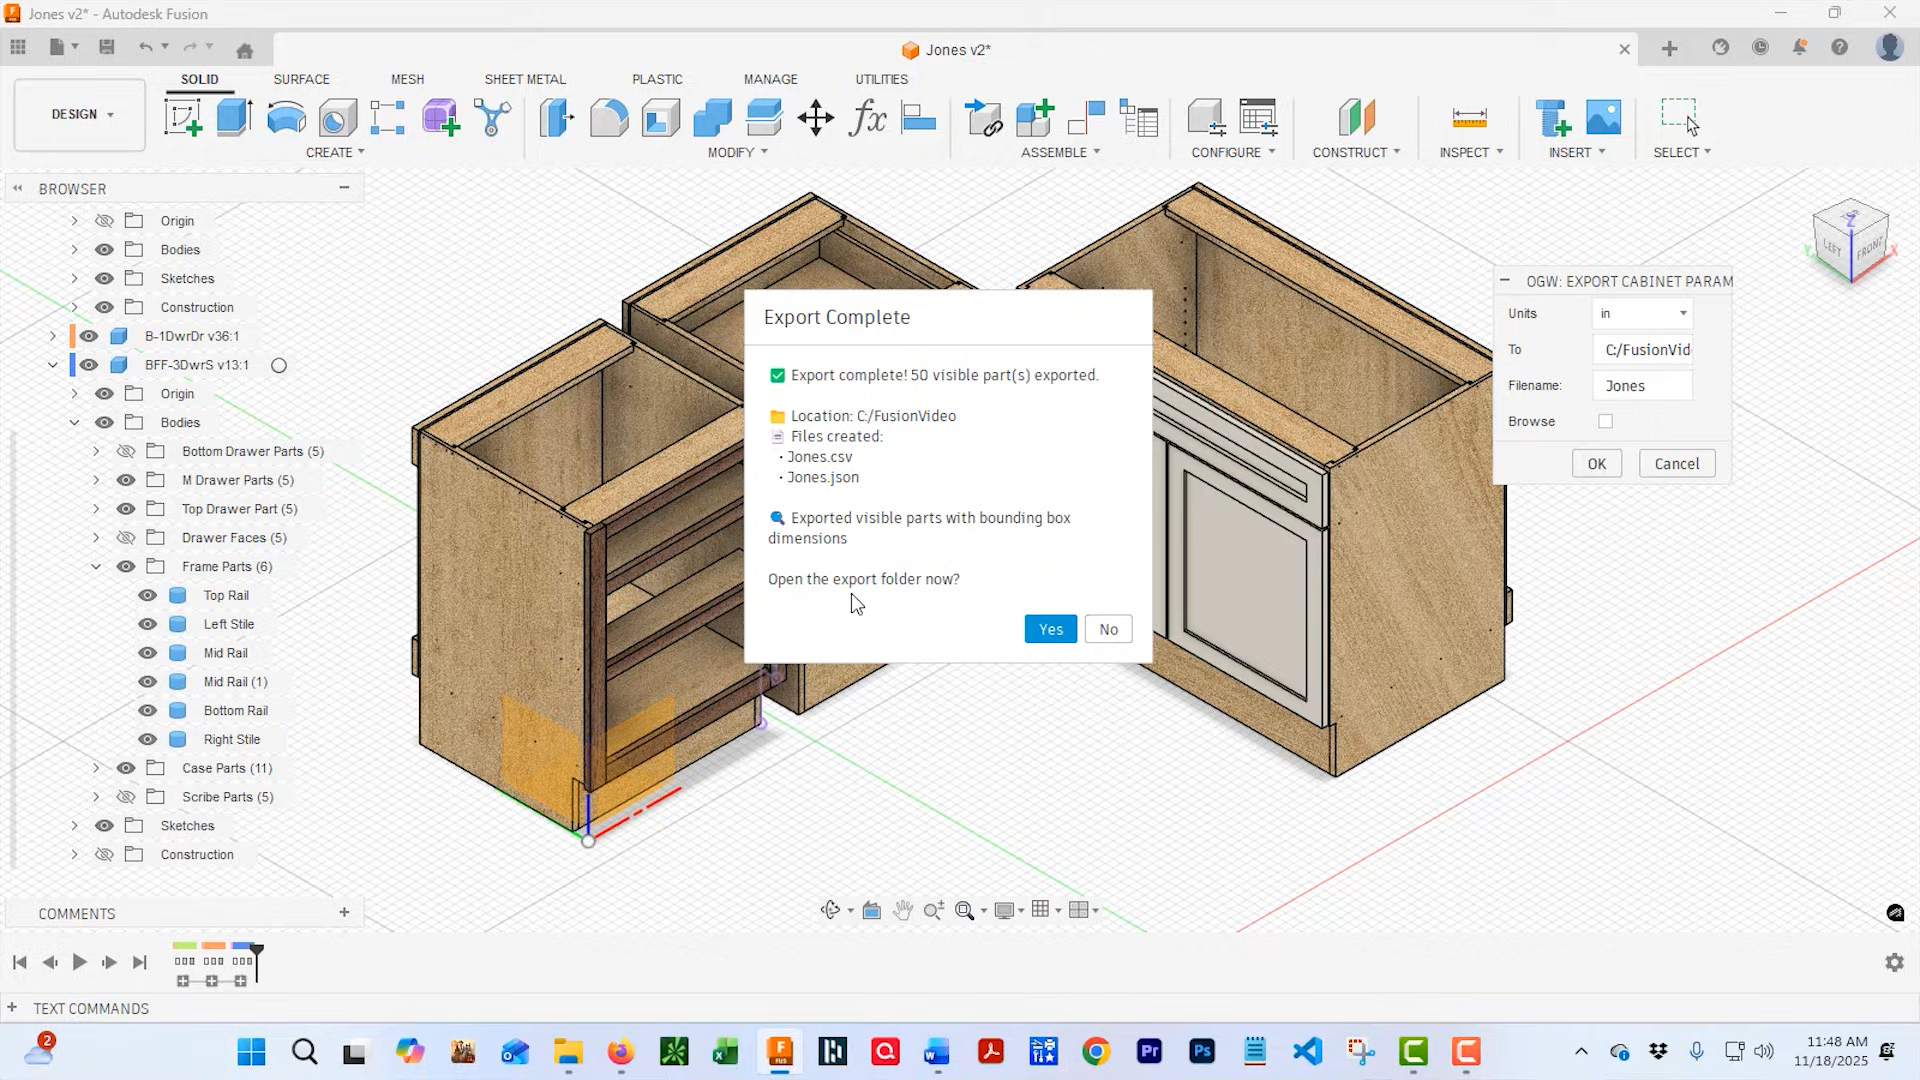 Jones v2* - Autodesk Fusion
Jones v2*
SOLID SURFACE MESH SHEET METAL PLASTIC MANAGE UTILITIES
DESIGN
CREATE MODIFY ASSEMBLE CONFIGURE CONSTRUCT INSPECT INSERT SELECT
BROWSER
Origin
Bodies
Sketches
Construction
B-1DwrDr v36:1
BFF-3DwrS v13:1
Origin
Bodies
Bottom Drawer Parts (5)
M Drawer Parts (5)
Top Drawer Part (5)
Drawer Faces (5)
Frame Parts (6)
Top Rail
Left Stile
Mid Rail
Mid Rail (1)
Bottom Rail
Right Stile
Case Parts (11)
Scribe Parts (5)
Sketches
Construction
Export Complete
Export complete! 50 visible part(s) exported.
Location: C:/FusionVideo
Files created:
• Jones.csv
• Jones.json
Exported visible parts with bounding box
dimensions
Open the export folder now?
Yes No
Z
LEFT FRONT
Y X
OGW: EXPORT CABINET PARAM
Units in
To C:/FusionVid
Filename: Jones
Browse
OK Cancel
COMMENTS
TEXT COMMANDS
2
11:48 AM
11/18/2025